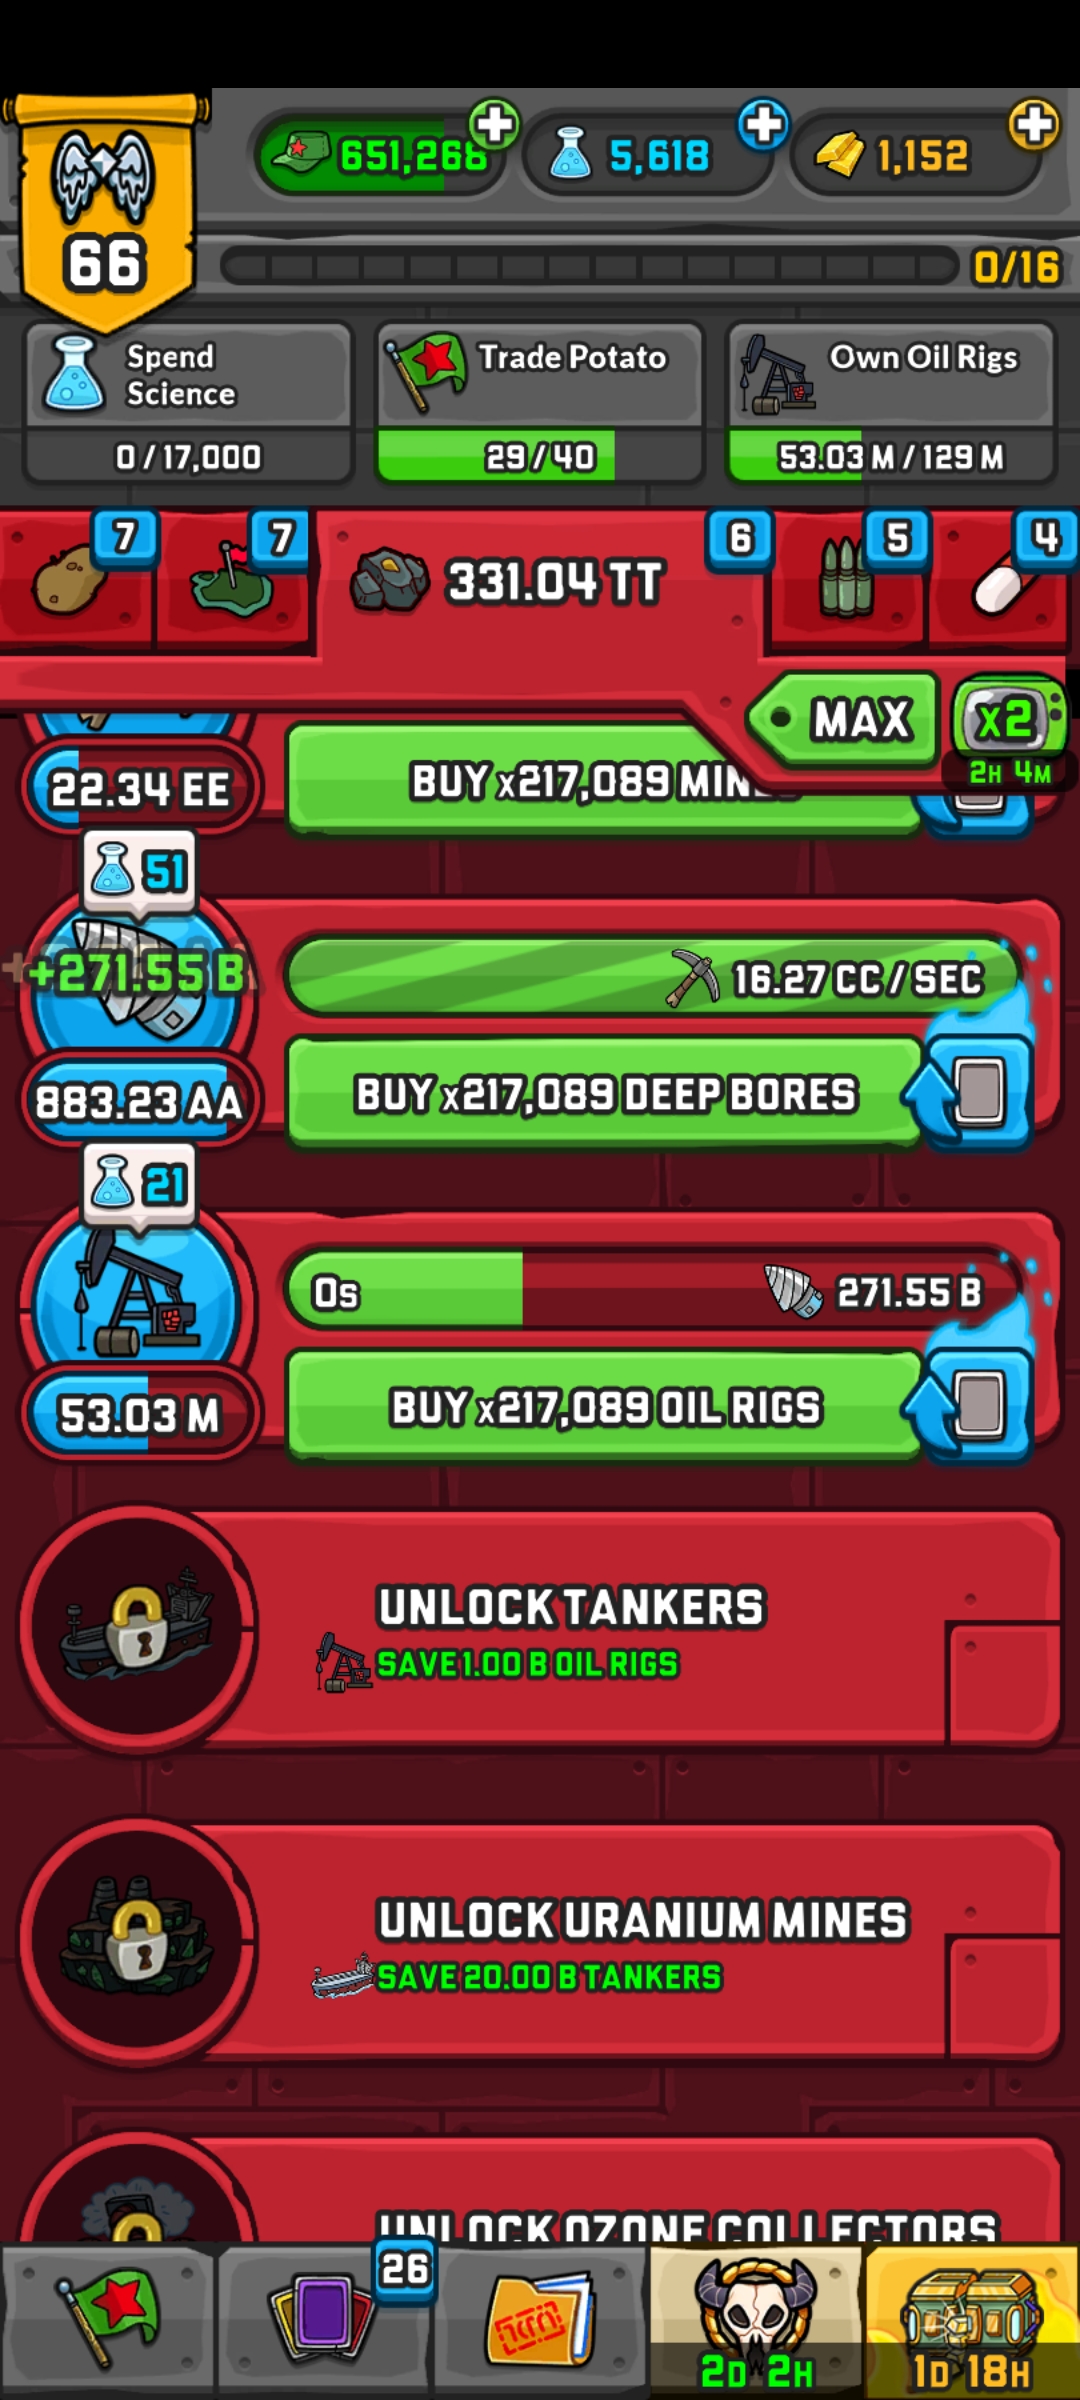 66
651,268
5,618
1,152
0/16
Spend
Science
0 / 17,000
Trade Potato
29 / 40
Own Oil Rigs
53.03 M / 129 M
7
7
331.04 TT
6
5
4
MAX
x2
2H 4M
22.34 EE
BUY x217,089
51
+271.55 B
16.27 CC / SEC
883.23 AA
BUY x217,089 DEEP BORES
21
0s
271.55 B
53.03 M
BUY x217,089 OIL RIGS
UNLOCK TANKERS
SAVE 1.00 B OIL RIGS
UNLOCK URANIUM MINES
SAVE 20.00 B TANKERS
UNLOCK OZONE COLLECTORS
26
2D 2H
1D 18H